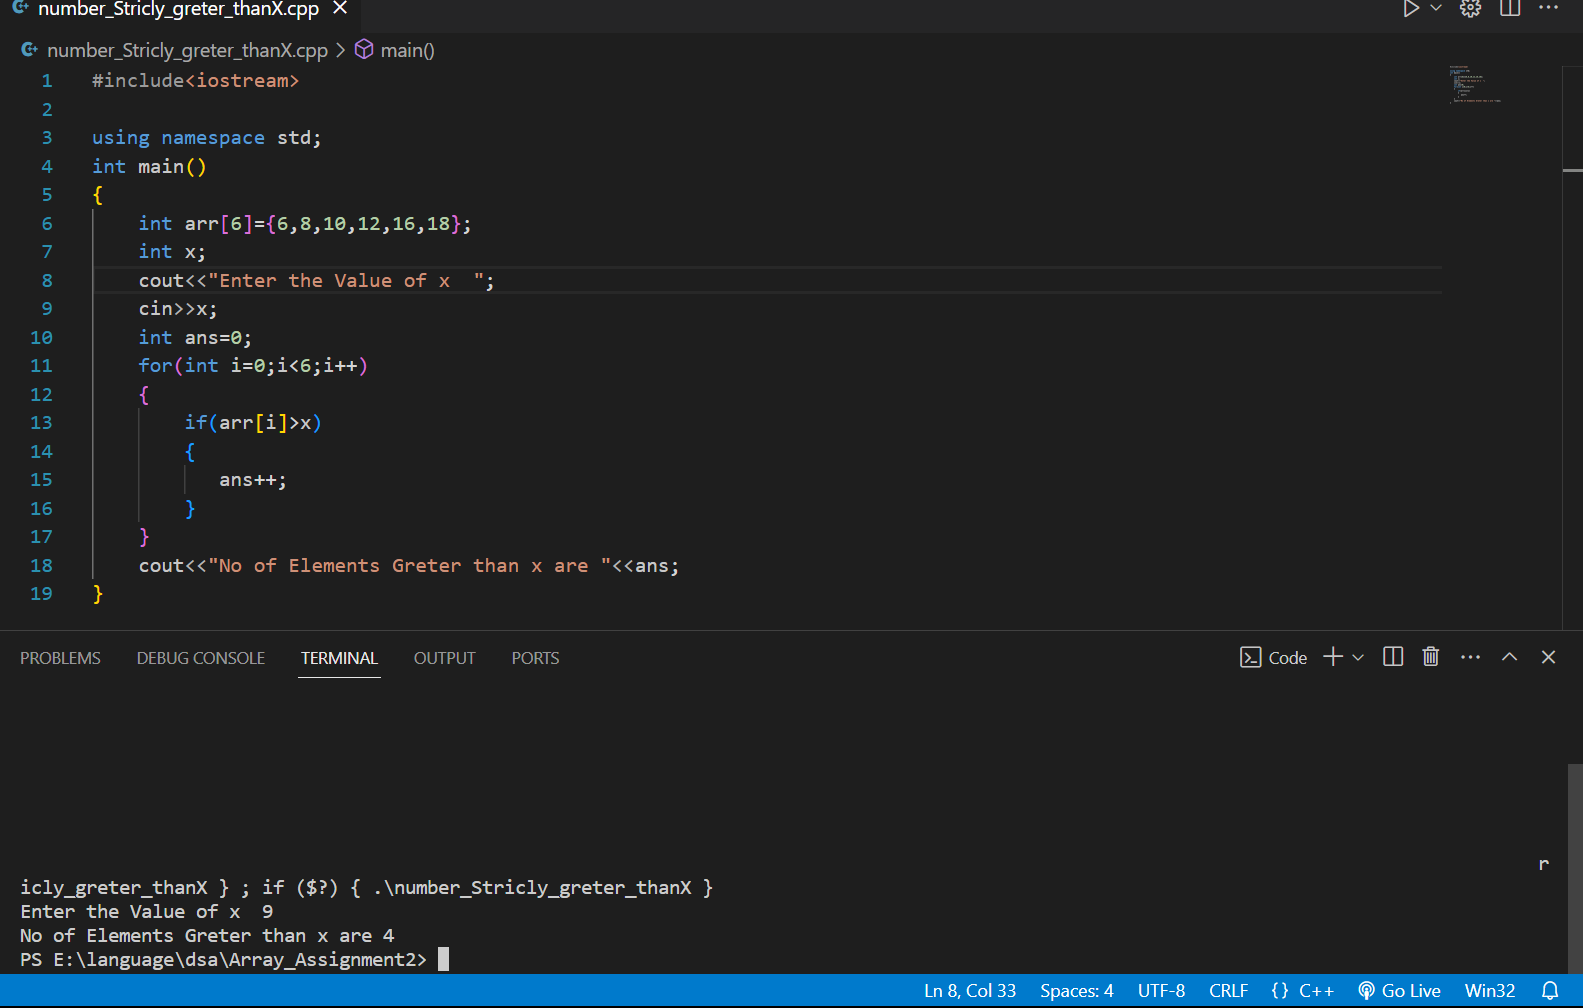 number_Stricly_greter_thanX.cpp
number_Stricly_greter_thanX.cpp > main()
1 #include<iostream>
2
3 using namespace std;
4 int main()
5 {
6 int arr[6]={6,8,10,12,16,18};
7 int x;
8 cout<<"Enter the Value of x  ";
9 cin>>x;
10 int ans=0;
11 for(int i=0;i<6;i++)
12 {
13 if(arr[i]>x)
14 {
15 ans++;
16 }
17 }
18 cout<<"No of Elements Greter than x are "<<ans;
19 }
PROBLEMS DEBUG CONSOLE TERMINAL OUTPUT PORTS Code
r
icly_greter_thanX } ; if ($?) { .\number_Stricly_greter_thanX }
Enter the Value of x  9
No of Elements Greter than x are 4
PS E:\language\dsa\Array_Assignment2>
Ln 8, Col 33 Spaces: 4 UTF-8 CRLF {} C++ Go Live Win32